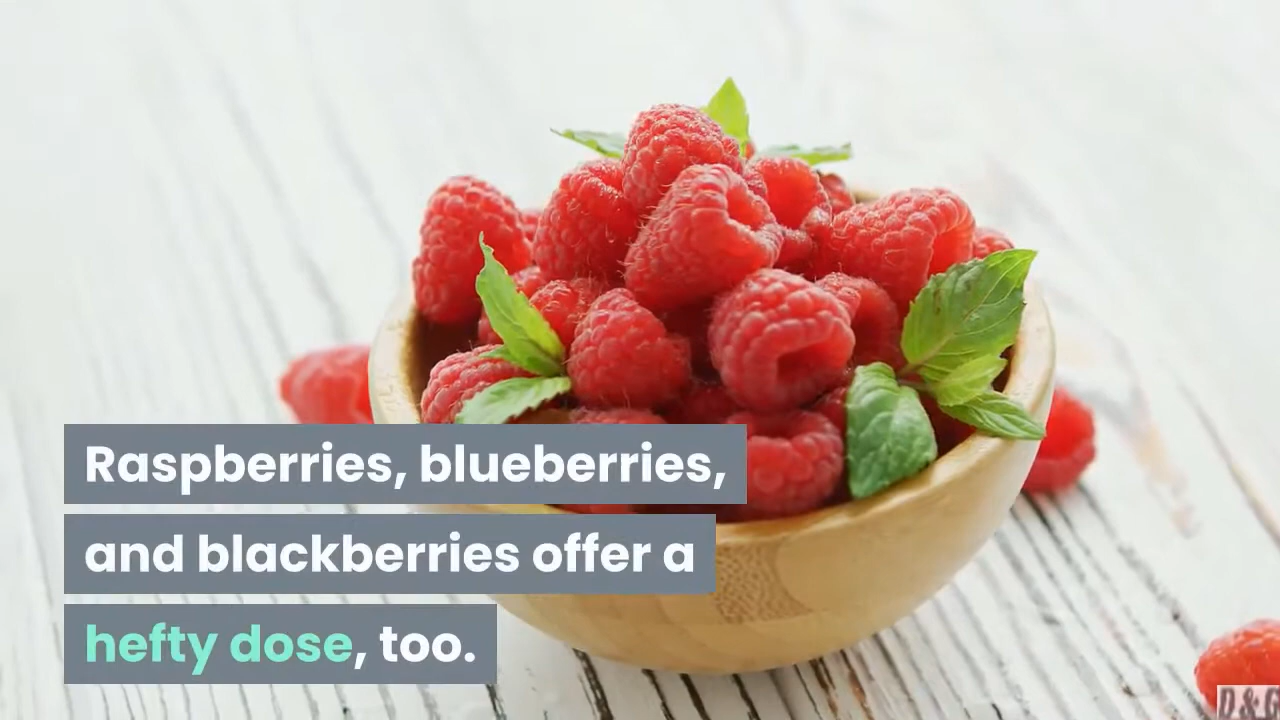 Raspberries, blueberries,
and blackberries offer a
hefty dose, too.
D&G